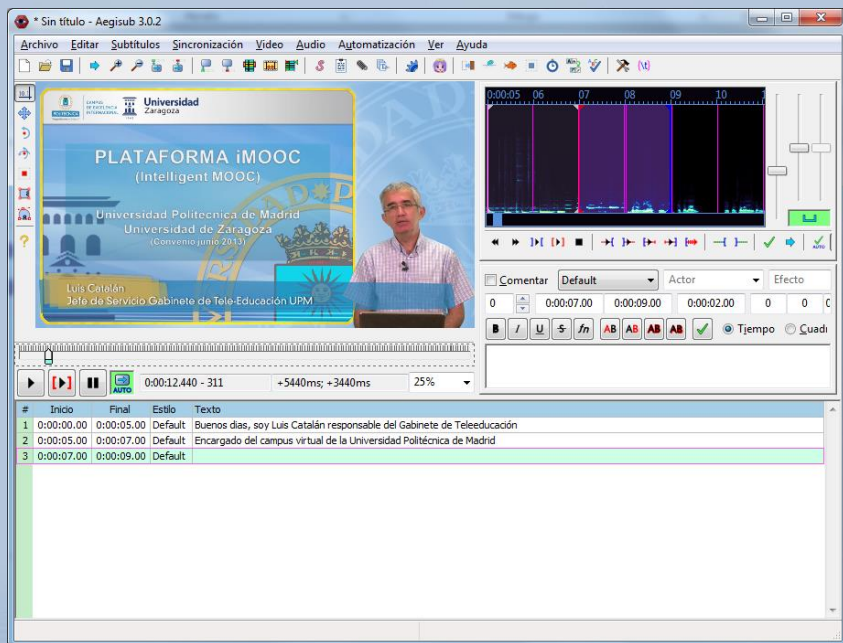 * Sin título - Aegisub 3.0.2
Archivo Editar Subtítulos Sincronización Video Audio Automatización Ver Ayuda
Universidad
Zaragoza
PLATAFORMA iMOOC
(Intelligent MOOC)
Universidad Politecnica de Madrid
Universidad de Zaragoza
(Convenio junio 2013)
Luis Catalán
Jefe de Servicio Gabinete de Tele-Educación UPM
0:00:05 06 07 08 09 10
AUTO
Comentar Default Actor Efecto
0 0:00:07.00 0:00:09.00 0:00:02.00 0 0
B I U S fn AB AB AB AB Tiempo Cuadr
AUTO 0:00:12.440 - 311 +5440ms; +3440ms 25%
# Inicio Final Estilo Texto
1 0:00:00.00 0:00:05.00 Default Buenos dias, soy Luis Catalán responsable del Gabinete de Teleeducación
2 0:00:05.00 0:00:07.00 Default Encargado del campus virtual de la Universidad Politécnica de Madrid
3 0:00:07.00 0:00:09.00 Default